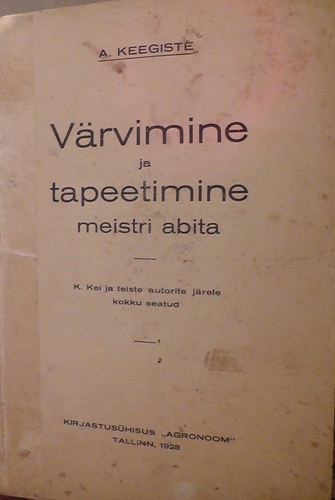 A. KEEGISTE
Värvimine
ja
tapeetimine
meistri abita
K. Kei ja teiste autorite järele
kokku seatud
KIRJASTUSÜHISUS „AGRONOOM"
TALLINN, 1928